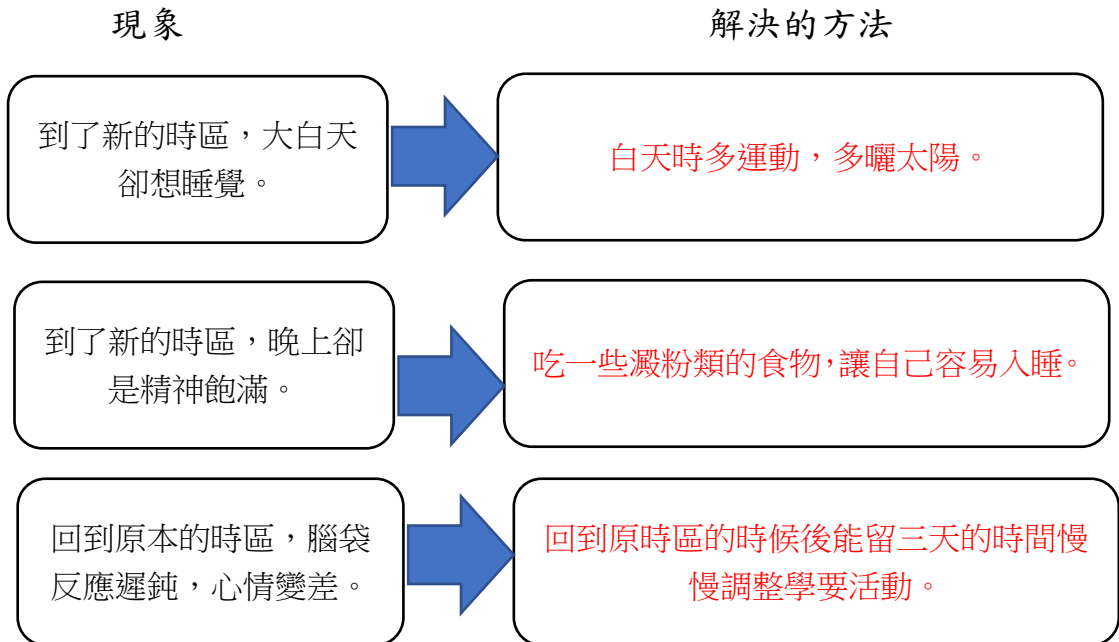 現象
解決的方法
到了新的時區，大白天
卻想睡覺。
白天時多運動，多曬太陽。
到了新的時區，晚上卻
是精神飽滿。
吃一些澱粉類的食物，讓自己容易入睡。
回到原本的時區，腦袋
反應遲鈍，心情變差。
回到原時區的時候後能留三天的時間慢
慢調整學要活動。